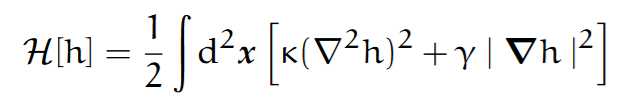 ℋ[h] = 1/2 ∫ d²x [κ(∇²h)² + γ | ∇h |²]